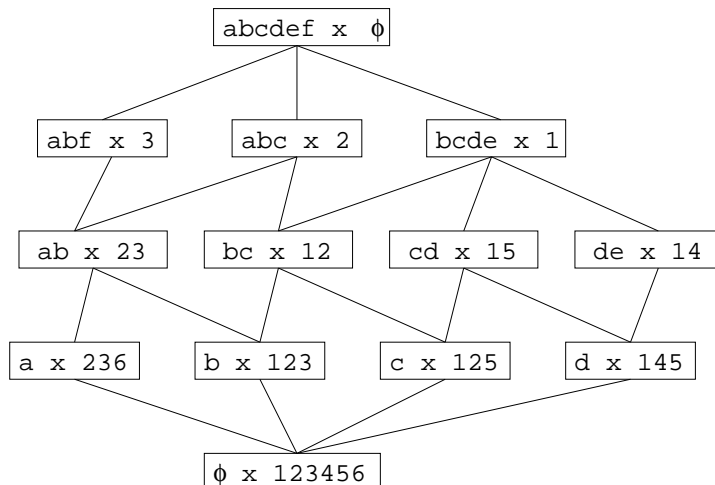 abcdef x ϕ
abf x 3
abc x 2
bcde x 1
ab x 23
bc x 12
cd x 15
de x 14
a x 236
b x 123
c x 125
d x 145
ϕ x 123456